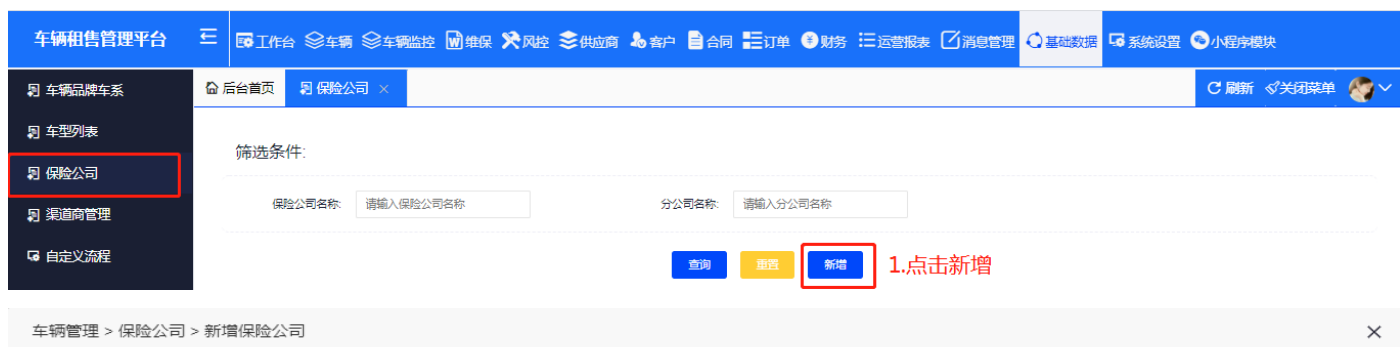 车辆租售管理平台 工作台 车辆 车辆监控 维保 风控 供应商 客户 合同 订单 财务 运营报表 消息管理 基础数据 系统设置 小程序模块
车辆品牌车系 后台首页 保险公司 × 刷新 关闭菜单
车型列表
筛选条件:
保险公司
保险公司名称: 请输入保险公司名称 分公司名称: 请输入分公司名称
渠道商管理
自定义流程
查询 重置 新增 1.点击新增
车辆管理 > 保险公司 > 新增保险公司 ×